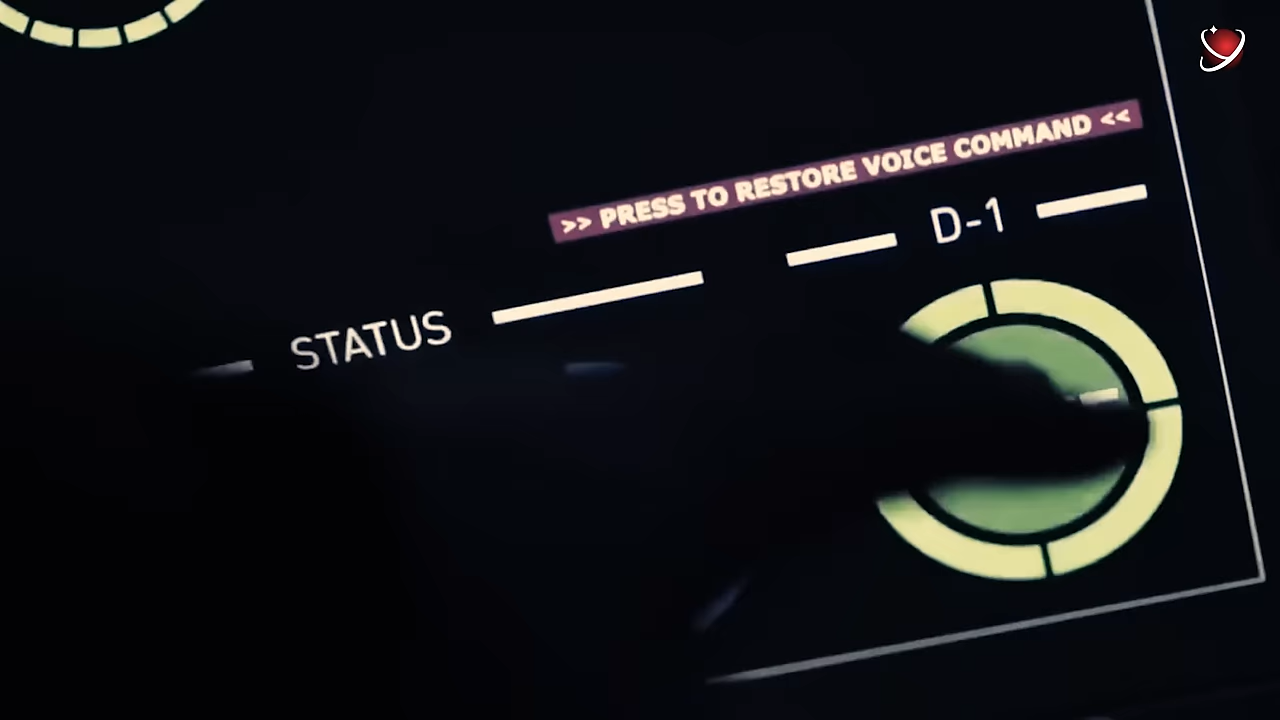 >> PRESS TO RESTORE VOICE COMMAND <<
D-1
STATUS